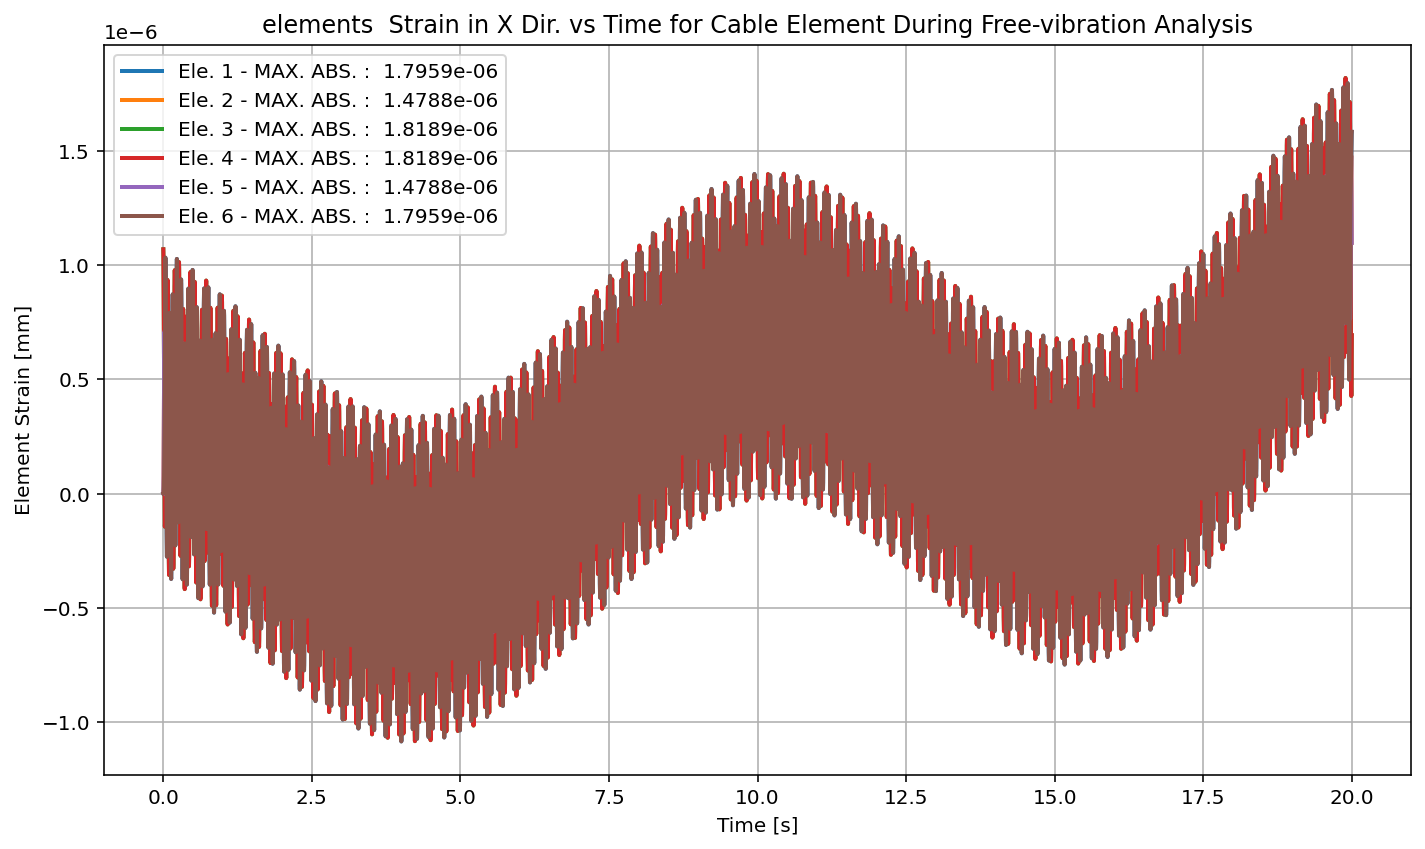 elements  Strain in X Dir. vs Time for Cable Element During Free-vibration Analysis
1e−6
Ele. 1 - MAX. ABS. :  1.7959e-06
Ele. 2 - MAX. ABS. :  1.4788e-06
Ele. 3 - MAX. ABS. :  1.8189e-06
Ele. 4 - MAX. ABS. :  1.8189e-06
Ele. 5 - MAX. ABS. :  1.4788e-06
Ele. 6 - MAX. ABS. :  1.7959e-06
1.5
1.0
0.5
0.0
−0.5
−1.0
Element Strain [mm]
0.0 2.5 5.0 7.5 10.0 12.5 15.0 17.5 20.0
Time [s]